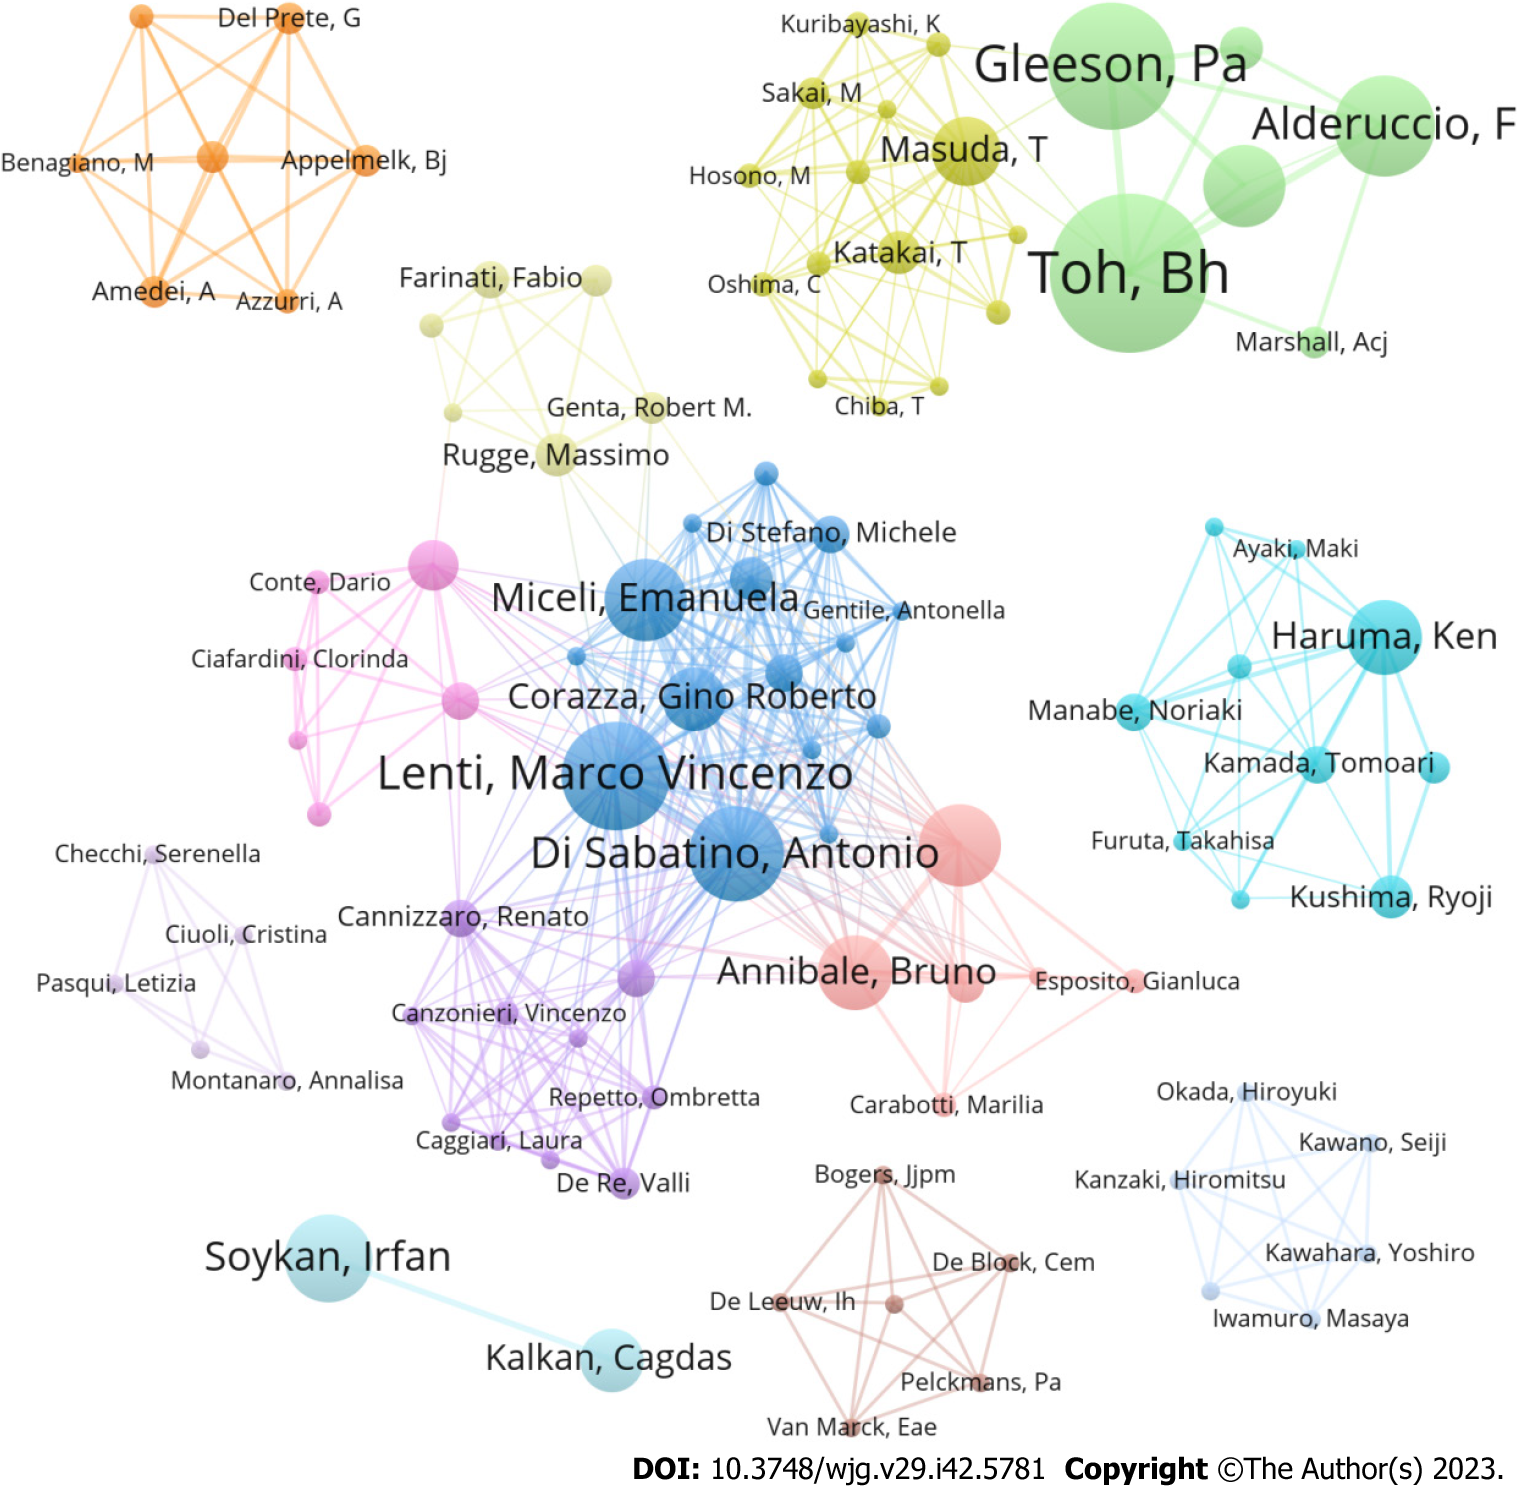 Del Prete, G
Benagiano, M
Appelmelk, Bj
Amedei, A
Azzurri, A
Kuribayashi, K
Sakai, M
Masuda, T
Hosono, M
Katakai, T
Oshima, C
Chiba, T
Gleeson, Pa
Alderuccio, F
Toh, Bh
Marshall, Acj
Farinati, Fabio
Genta, Robert M.
Rugge, Massimo
Di Stefano, Michele
Miceli, Emanuela
Gentile, Antonella
Corazza, Gino Roberto
Lenti, Marco Vincenzo
Di Sabatino, Antonio
Conte, Dario
Ciafardini, Clorinda
Ayaki, Maki
Haruma, Ken
Manabe, Noriaki
Kamada, Tomoari
Furuta, Takahisa
Kushima, Ryoji
Checchi, Serenella
Ciuoli, Cristina
Pasqui, Letizia
Montanaro, Annalisa
Cannizzaro, Renato
Canzonieri, Vincenzo
Repetto, Ombretta
Caggiari, Laura
De Re, Valli
Annibale, Bruno
Esposito, Gianluca
Carabotti, Marilia
Okada, Hiroyuki
Kawano, Seiji
Kanzaki, Hiromitsu
Kawahara, Yoshiro
Iwamuro, Masaya
Bogers, Jjpm
De Block, Cem
De Leeuw, Ih
Pelckmans, Pa
Van Marck, Eae
Soykan, Irfan
Kalkan, Cagdas
DOI: 10.3748/wjg.v29.i42.5781 Copyright ©The Author(s) 2023.